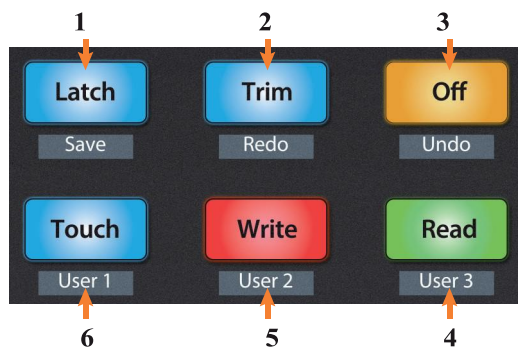 1 2 3
Latch Trim Off
Save Redo Undo
Touch Write Read
User 1 User 2 User 3
6 5 4